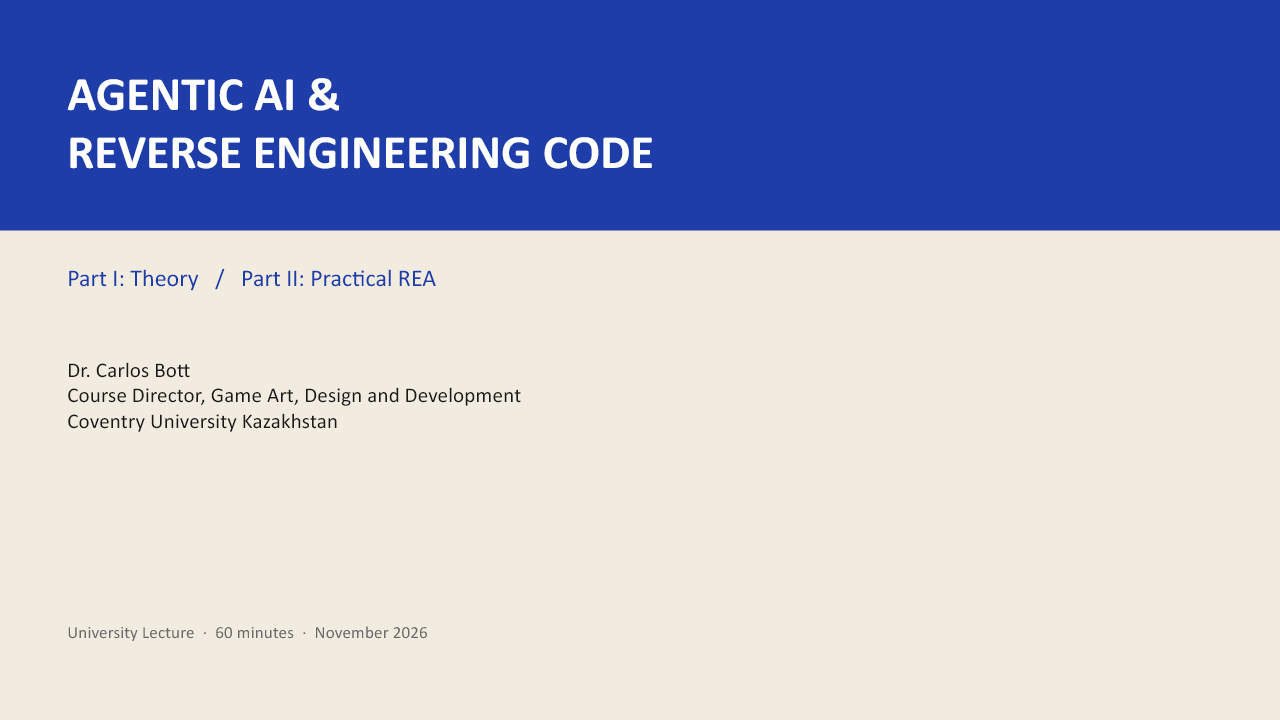 AGENTIC AI &
REVERSE ENGINEERING CODE
Part I: Theory / Part II: Practical REA
Dr. Carlos Bott
Course Director, Game Art, Design and Development
Coventry University Kazakhstan
University Lecture · 60 minutes · November 2026